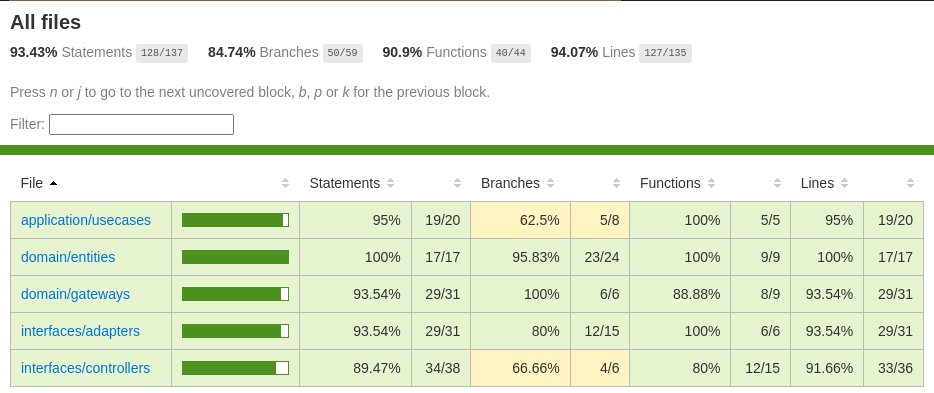 All files
93.43% Statements 128/137 84.74% Branches 50/59 90.9% Functions 40/44 94.07% Lines 127/135
Press n or j to go to the next uncovered block, b, p or k for the previous block.
Filter:
File Statements Branches Functions Lines
application/usecases 95% 19/20 62.5% 5/8 100% 5/5 95% 19/20
domain/entities 100% 17/17 95.83% 23/24 100% 9/9 100% 17/17
domain/gateways 93.54% 29/31 100% 6/6 88.88% 8/9 93.54% 29/31
interfaces/adapters 93.54% 29/31 80% 12/15 100% 6/6 93.54% 29/31
interfaces/controllers 89.47% 34/38 66.66% 4/6 80% 12/15 91.66% 33/36